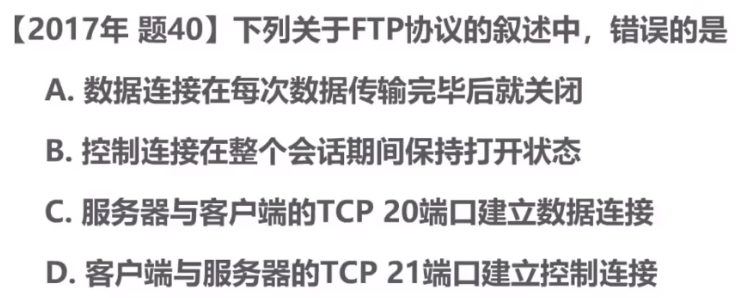 【2017年 题40】下列关于FTP协议的叙述中，错误的是
A. 数据连接在每次数据传输完毕后就关闭
B. 控制连接在整个会话期间保持打开状态
C. 服务器与客户端的TCP 20端口建立数据连接
D. 客户端与服务器的TCP 21端口建立控制连接